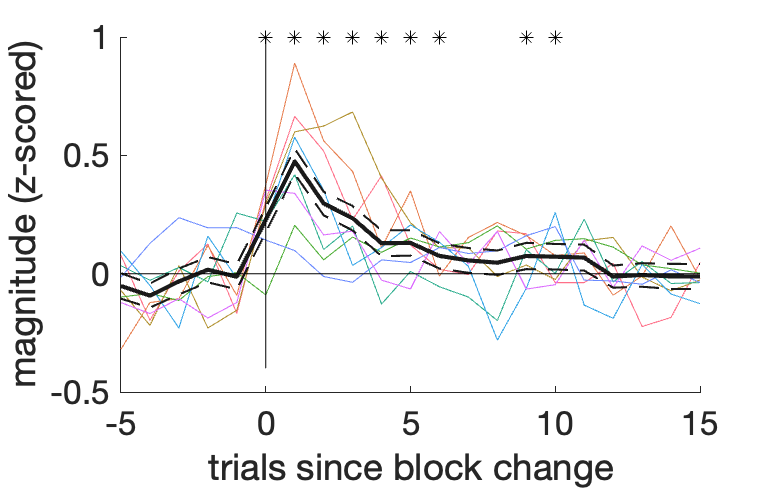 magnitude (z-scored)
1
0.5
0
-0.5
* * * * * * * * *
-5 0 5 10 15
trials since block change